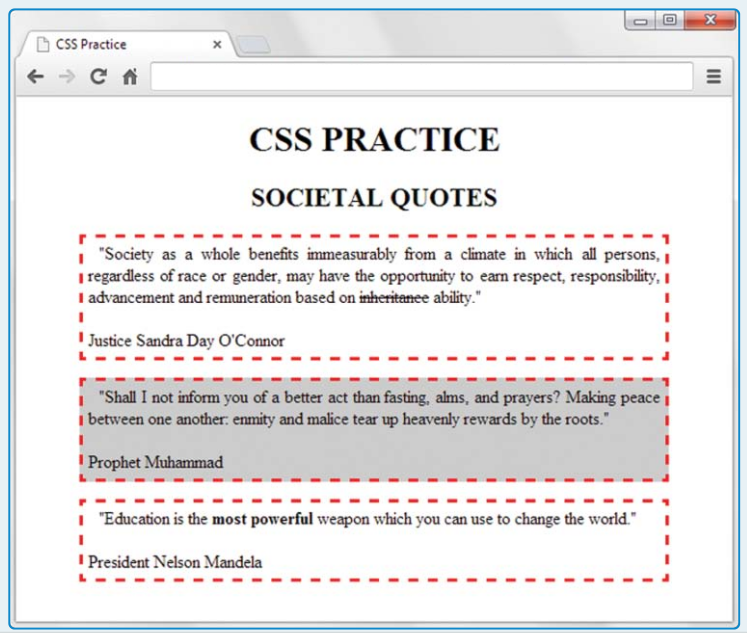 CSS Practice
CSS PRACTICE
SOCIETAL QUOTES
"Society as a whole benefits immeasurably from a climate in which all persons,
regardless of race or gender, may have the opportunity to earn respect, responsibility,
advancement and remuneration based on inheritance ability."
Justice Sandra Day O'Connor
"Shall I not inform you of a better act than fasting, alms, and prayers? Making peace
between one another: enmity and malice tear up heavenly rewards by the roots."
Prophet Muhammad
"Education is the most powerful weapon which you can use to change the world."
President Nelson Mandela